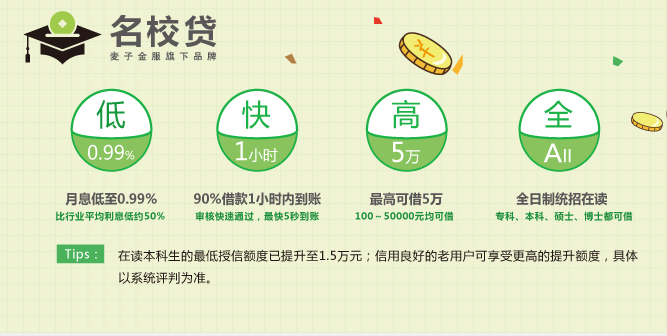 名校贷
麦子金服旗下品牌
低
0.99%
快
1小时
高
5万
全
All
月息低至0.99%
比行业平均利息低约50%
90%借款1小时内到账
审核快速通过，最快5秒到账
最高可借5万
100～50000元均可借
全日制统招在读
专科、本科、硕士、博士都可借
Tips：
在读本科生的最低授信额度已提升至1.5万元；信用良好的老用户可享受更高的提升额度，具体
以系统评判为准。